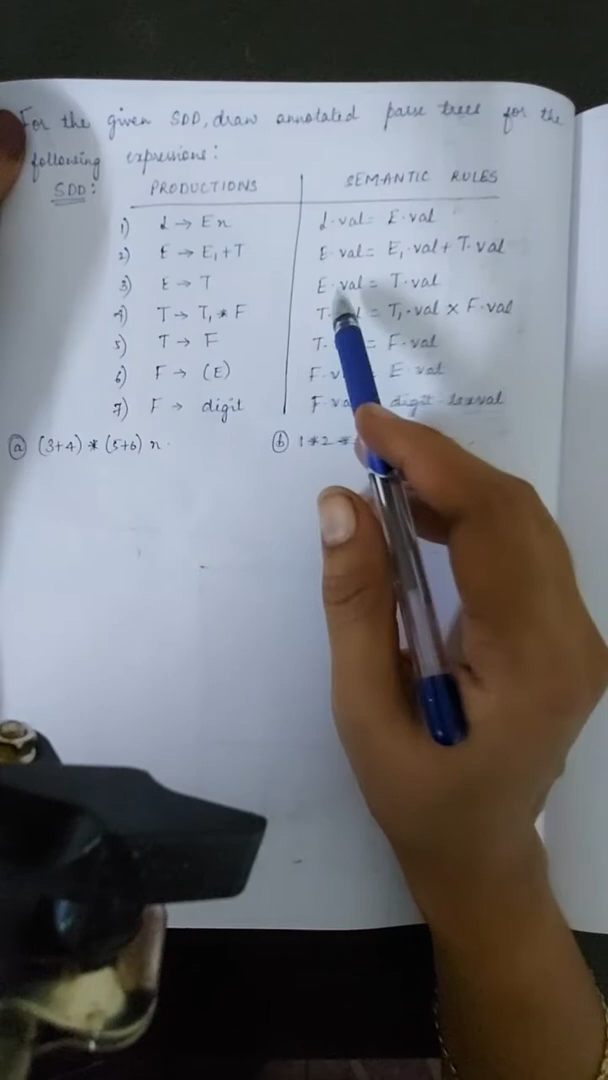 For the given SDD, draw annotated parse trees for the
following expressions:
SDD: PRODUCTIONS SEMANTIC RULES
1) L → En L.val = E.val
2) E → E₁ + T E.val = E₁.val + T.val
3) E → T E.val = T.val
4) T → T₁ * F T. = T₁.val × F.val
5) T → F T. = F.val
6) F → (E) F.v E.val
7) F → digit F.va digit.lexval
ⓐ (3+4) * (5+6) n. ⓑ 1*2*